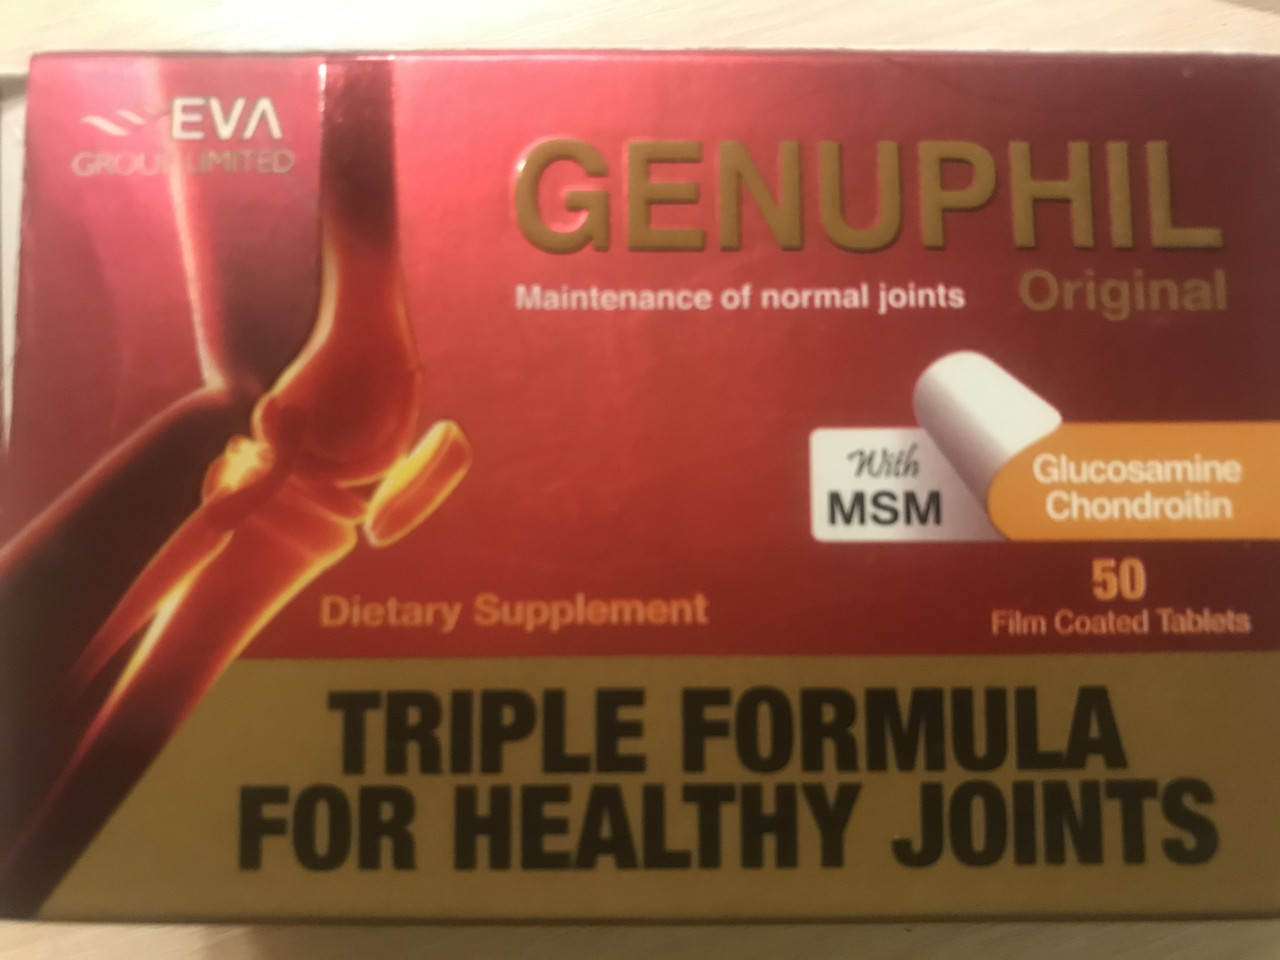 EVA
GROUP LIMITED
GENUPHIL
Original
Maintenance of normal joints
With
MSM
Glucosamine
Chondroitin
50
Film Coated Tablets
Dietary Supplement
TRIPLE FORMULA
FOR HEALTHY JOINTS